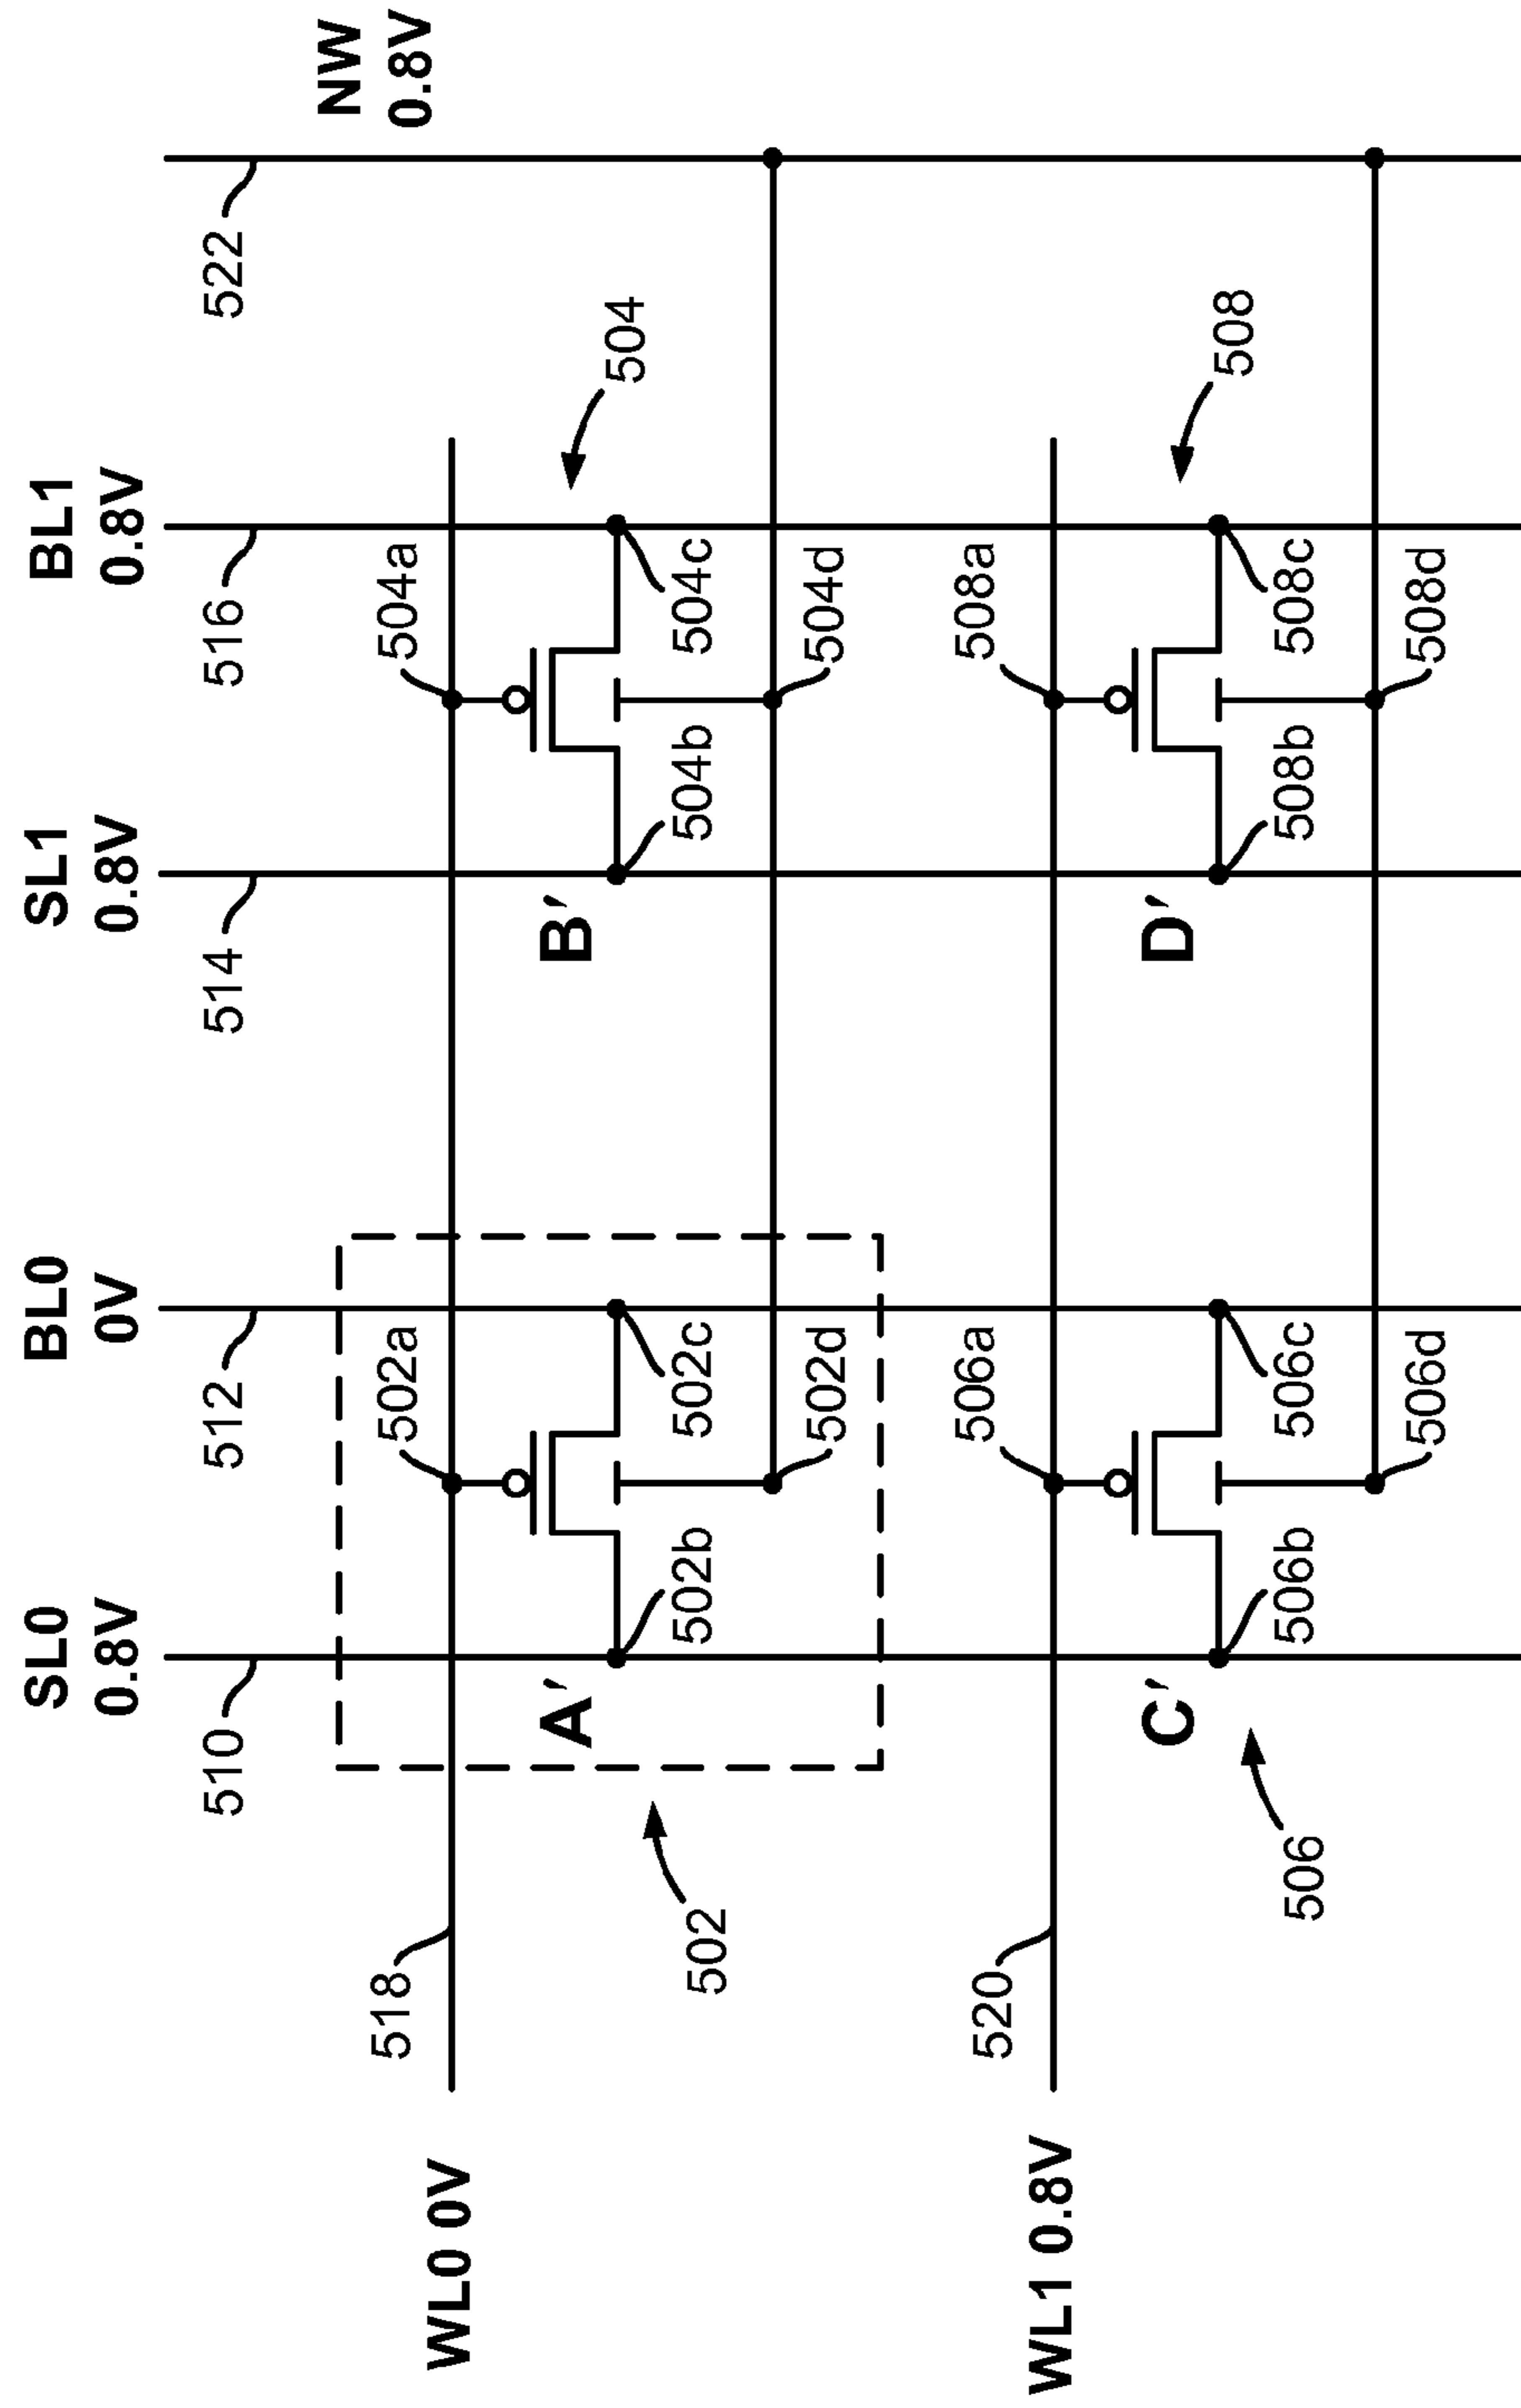 SL0
0.8V
BL0
0V
SL1
0.8V
BL1
0.8V
NW
0.8V
510
512
514
516
522
WL0 0V
518
502a
504a
A′
B′
502
502b
502c
504b
504c
504
502d
504d
WL1 0.8V
520
506a
508a
C′
D′
506
506b
506c
508b
508c
508
506d
508d